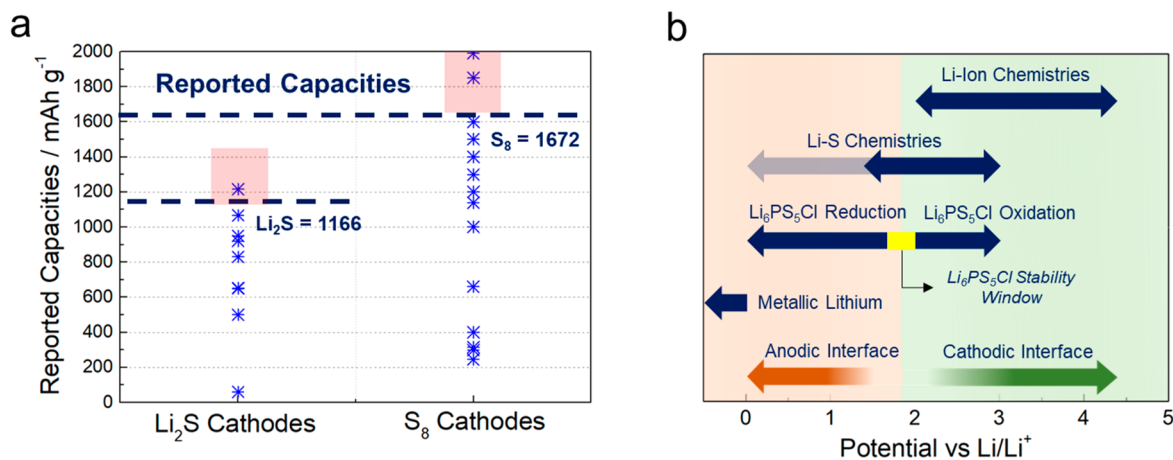 a
Reported Capacities / mAh g⁻¹
2000
1800
1600
1400
1200
1000
800
600
400
200
0
Reported Capacities
S₈ = 1672
Li₂S = 1166
Li₂S Cathodes
S₈ Cathodes
b
Li-Ion Chemistries
Li-S Chemistries
Li₆PS₅Cl Reduction
Li₆PS₅Cl Oxidation
Li₆PS₅Cl Stability
Window
Metallic Lithium
Anodic Interface
Cathodic Interface
0
1
2
3
4
5
Potential vs Li/Li⁺